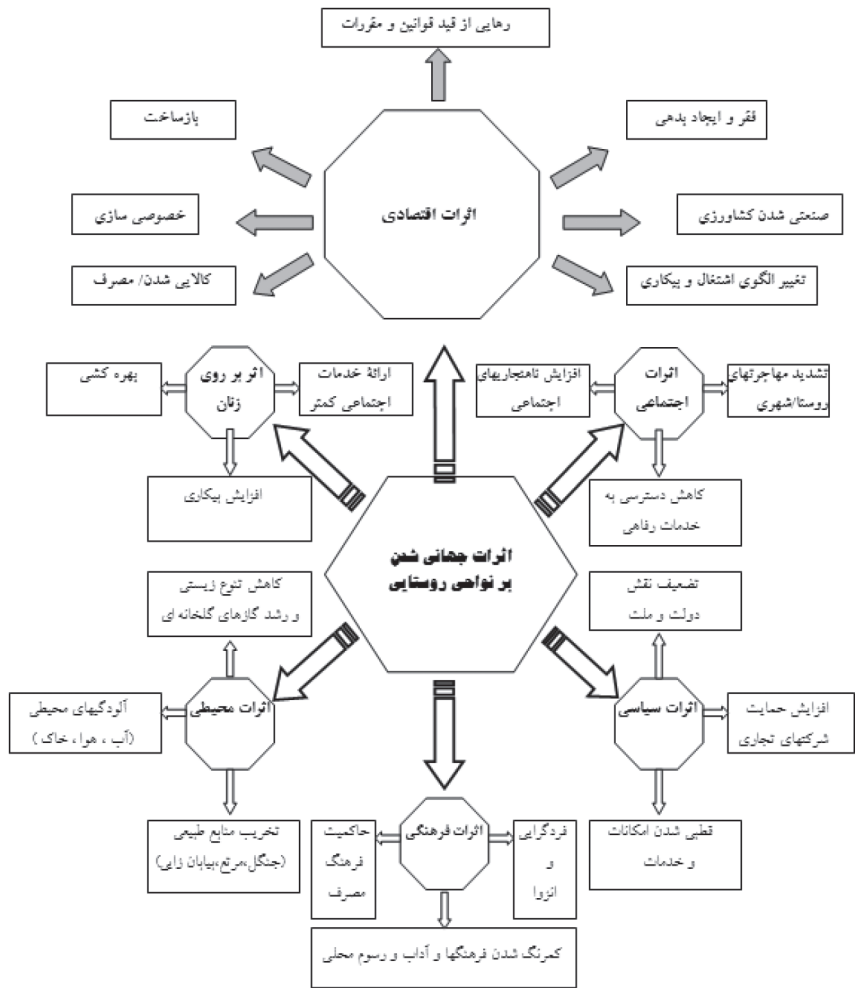 رهایی از قید قوانین و مقررات
فقر و ایجاد بدهی
بازساخت
اثرات اقتصادی
صنعتی شدن کشاورزی
خصوصی سازی
تغییر الگوی اشتغال و بیکاری
کالایی شدن/ مصرف
تشدید مهاجرتهای
روستا/شهری
اثرات
اجتماعی
افزایش ناهنجاریهای
اجتماعی
کاهش دسترسی به
خدمات رفاهی
ارائهٔ خدمات
اجتماعی کمتر
اثر بر روی
زنان
بهره کشی
افزایش بیکاری
اثرات جهانی شدن
بر نواحی روستایی
تضعیف نقش
دولت و ملت
اثرات سیاسی
افزایش حمایت
شرکتهای تجاری
قطبی شدن امکانات
و خدمات
کاهش تنوع زیستی
و رشد گازهای گلخانه ای
اثرات محیطی
آلودگیهای محیطی
(آب ، هوا ، خاک )
تخریب منابع طبیعی
(جنگل،مرتع،بیابان زایی)
فردگرایی
و
انزوا
اثرات فرهنگی
حاکمیت
فرهنگ
مصرف
کمرنگ شدن فرهنگها و آداب و رسوم محلی